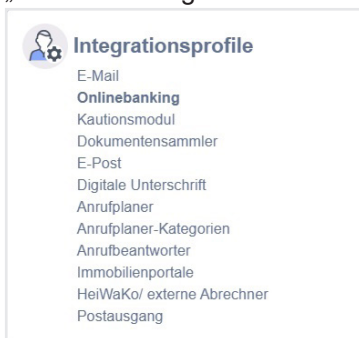 Integrationsprofile
E-Mail
Onlinebanking
Kautionsmodul
Dokumentensammler
E-Post
Digitale Unterschrift
Anrufplaner
Anrufplaner-Kategorien
Anrufbeantworter
Immobilienportale
HeiWaKo/ externe Abrechner
Postausgang